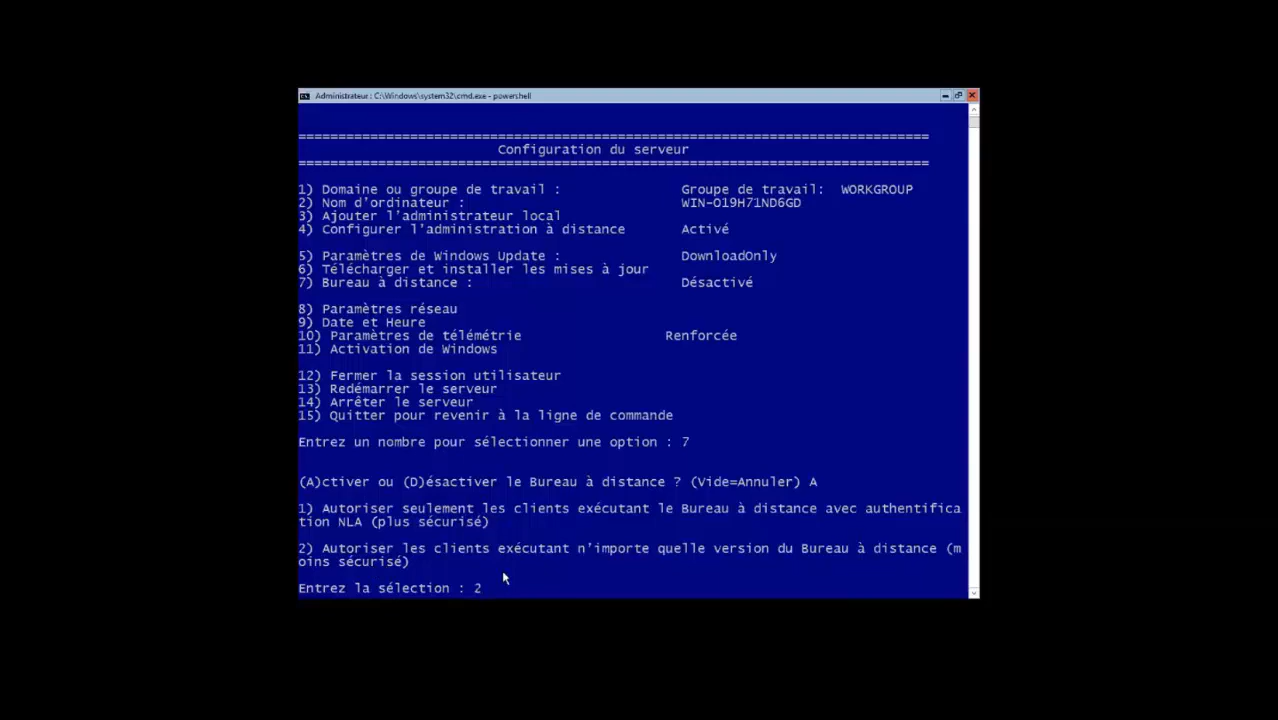 Administrateur : C:\Windows\system32\cmd.exe - powershell
===============================================================================
Configuration du serveur
===============================================================================
1) Domaine ou groupe de travail : Groupe de travail: WORKGROUP
2) Nom d'ordinateur : WIN-O19H71ND6GD
3) Ajouter l'administrateur local
4) Configurer l'administration à distance Activé
5) Paramètres de Windows Update : DownloadOnly
6) Télécharger et installer les mises à jour
7) Bureau à distance : Désactivé
8) Paramètres réseau
9) Date et Heure
10) Paramètres de télémétrie Renforcée
11) Activation de Windows
12) Fermer la session utilisateur
13) Redémarrer le serveur
14) Arrêter le serveur
15) Quitter pour revenir à la ligne de commande
Entrez un nombre pour sélectionner une option : 7
(A)ctiver ou (D)ésactiver le Bureau à distance ? (Vide=Annuler) A
1) Autoriser seulement les clients exécutant le Bureau à distance avec authentifica
tion NLA (plus sécurisé)
2) Autoriser les clients exécutant n'importe quelle version du Bureau à distance (m
oins sécurisé)
Entrez la sélection : 2